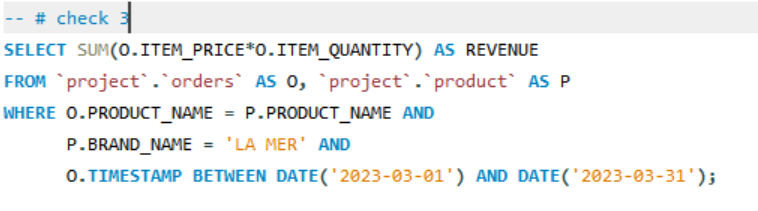 -- # check 3
SELECT SUM(O.ITEM_PRICE*O.ITEM_QUANTITY) AS REVENUE
FROM `project`.`orders` AS O, `project`.`product` AS P
WHERE O.PRODUCT_NAME = P.PRODUCT_NAME AND
P.BRAND_NAME = 'LA MER' AND
O.TIMESTAMP BETWEEN DATE('2023-03-01') AND DATE('2023-03-31');